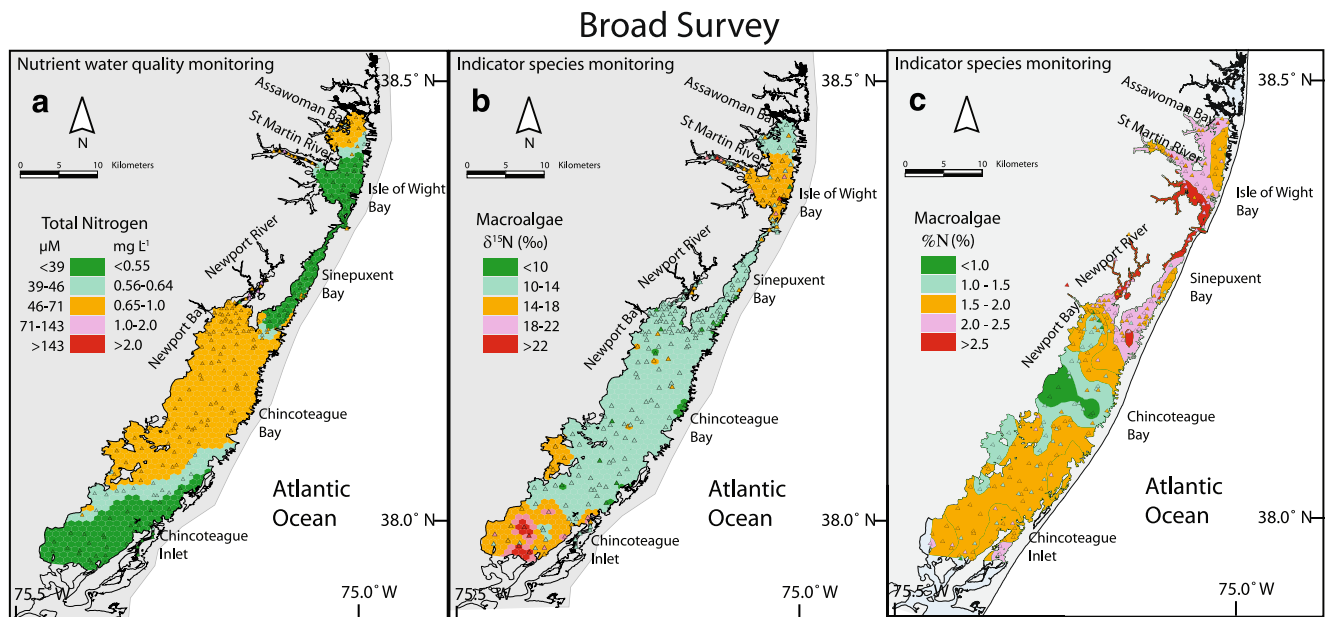 Broad Survey
Nutrient water quality monitoring
a
N
0 5 10 Kilometers
38.5° N
Assawoman Bay
St Martin River
Isle of Wight
Bay
Total Nitrogen
µM mg L⁻¹
<39 <0.55
39-46 0.56-0.64
46-71 0.65-1.0
71-143 1.0-2.0
>143 >2.0
Newport River
Sinepuxent
Bay
Newport Bay
Chincoteague
Bay
Atlantic
Ocean
38.0° N
Chincoteague
Inlet
75.5° W
75.0° W
Indicator species monitoring
b
N
0 5 10 Kilometers
38.5° N
Assawoman Bay
St Martin River
Isle of Wight
Bay
Macroalgae
δ¹⁵N (‰)
<10
10-14
14-18
18-22
>22
Newport River
Sinepuxent
Bay
Newport Bay
Chincoteague
Bay
Atlantic
Ocean
38.0° N
Chincoteague
Inlet
75.5° W
75.0° W
Indicator species monitoring
c
N
0 5 10 Kilometers
Assawoman Bay
St Martin River
Isle of Wight
Bay
Macroalgae
%N (%)
<1.0
1.0 - 1.5
1.5 - 2.0
2.0 - 2.5
>2.5
Newport River
Sinepuxent
Bay
Newport Bay
Chincoteague
Bay
Atlantic
Ocean
Chincoteague
Inlet
75.5° W
75.0° W